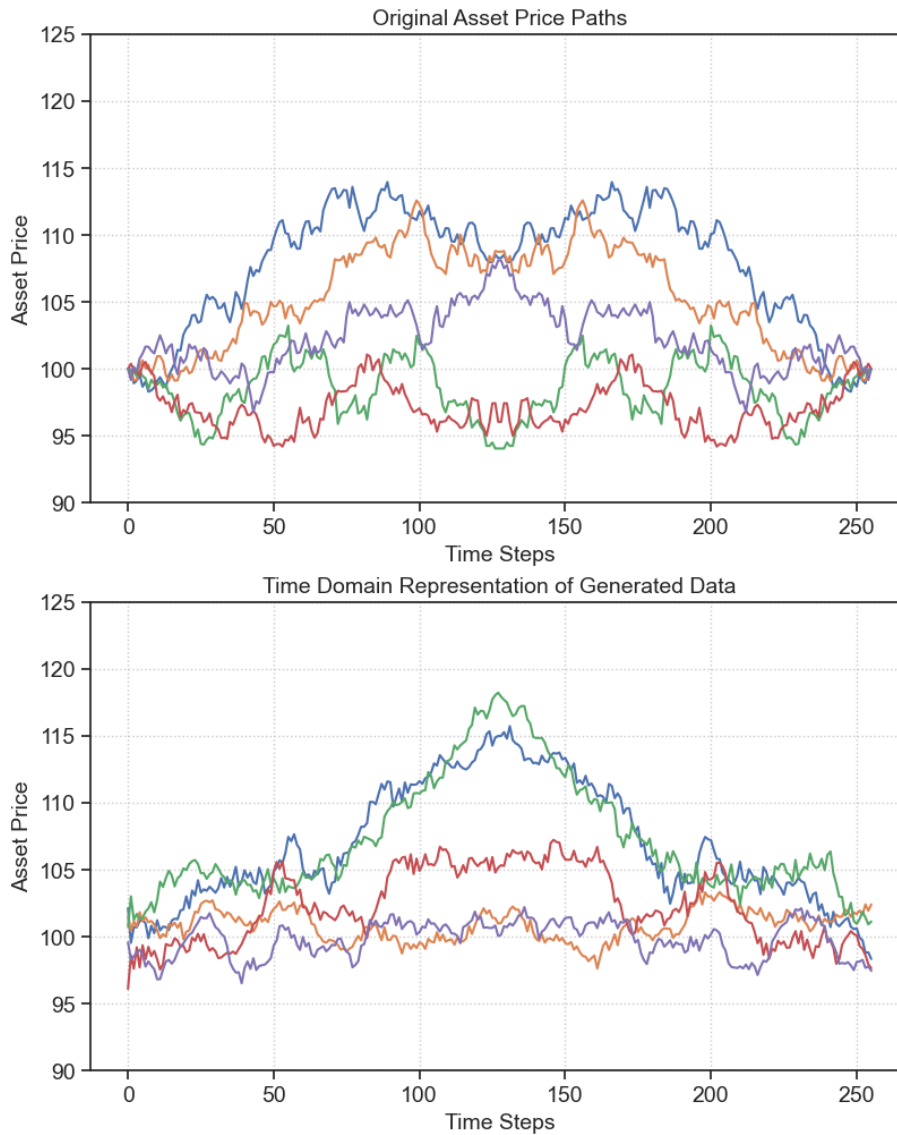 Original Asset Price Paths
125
120
115
110
105
100
95
90
Asset Price
0 50 100 150 200 250
Time Steps
Time Domain Representation of Generated Data
125
120
115
110
105
100
95
90
Asset Price
0 50 100 150 200 250
Time Steps